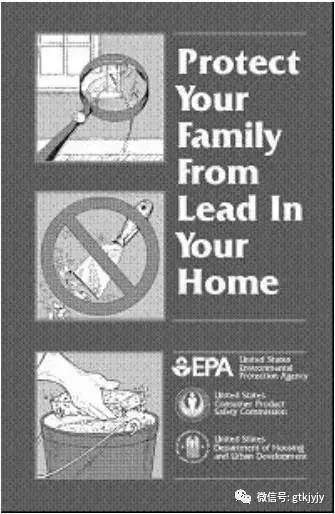 Protect
Your
Family
From
Lead In
Your
Home
EPA
United States
Environmental
Protection Agency
United States
Consumer Product
Safety Commission
United States
Department of Housing
and Urban Development
微信号: gtkjyjy